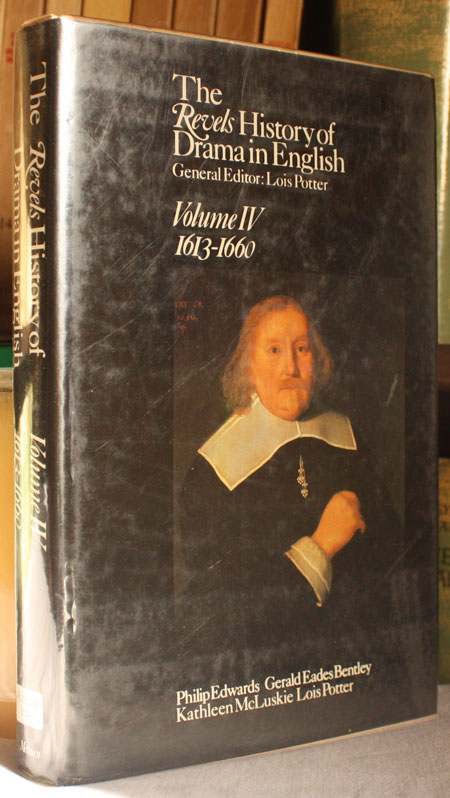 The
Revels History of
Drama in English
General Editor: Lois Potter
Volume IV
1613-1660
Philip Edwards Gerald Eades Bentley
Kathleen McLuskie Lois Potter
The Revels History of
Drama in English
Volume IV
1613-1660
Methuen